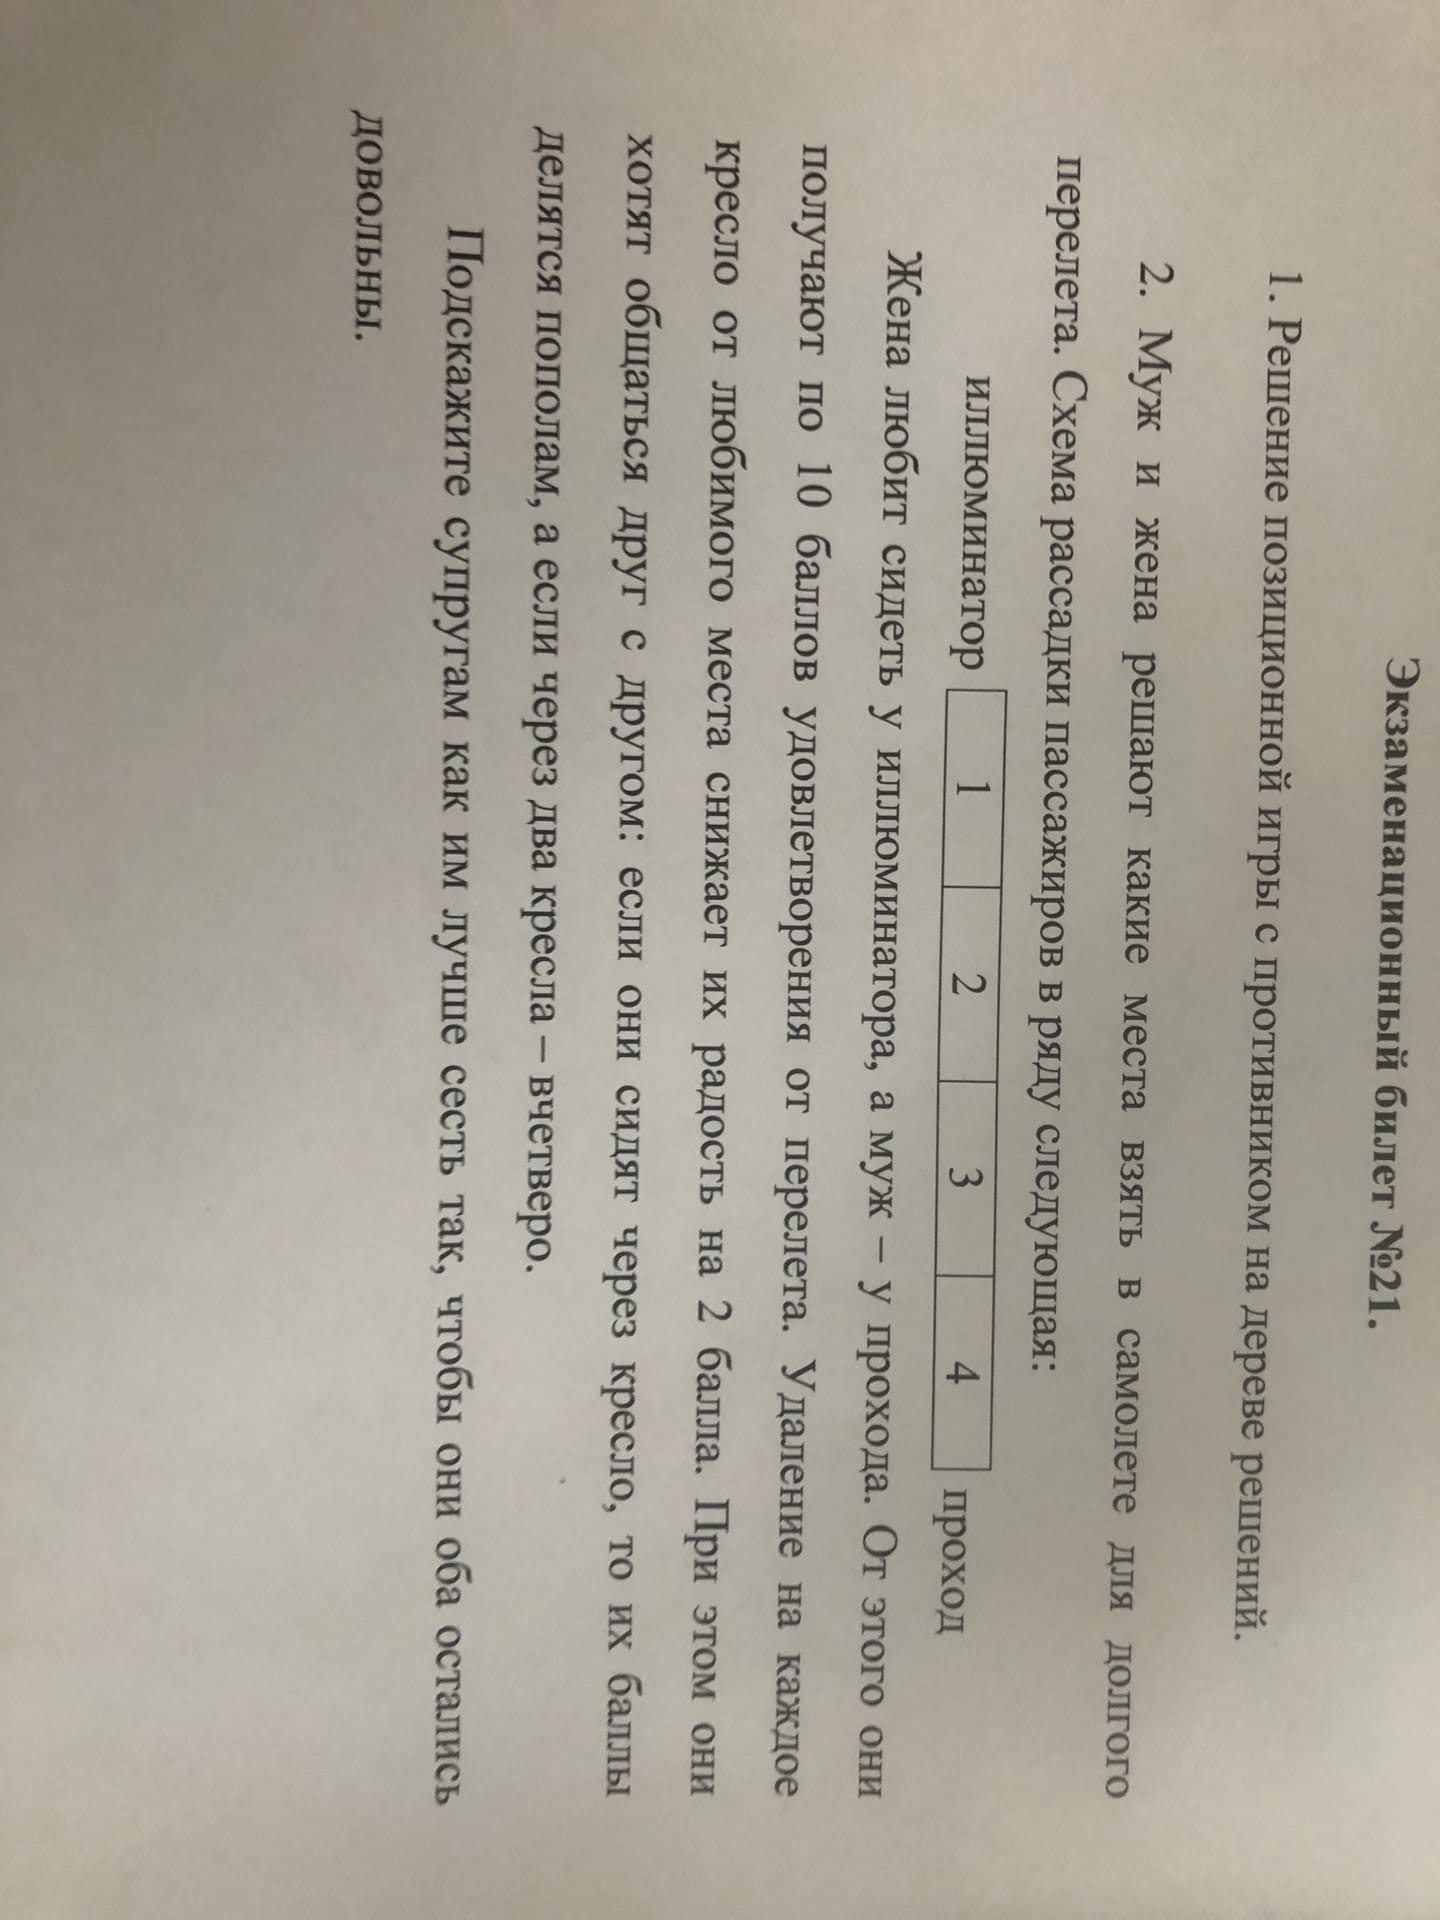 Экзаменационный билет №21.
1. Решение позиционной игры с противником на дереве решений.
2. Муж и жена решают какие места взять в самолете для долгого
перелета. Схема рассадки пассажиров в ряду следующая:
иллюминатор 1 2 3 4 проход
Жена любит сидеть у иллюминатора, а муж – у прохода. От этого они
получают по 10 баллов удовлетворения от перелета. Удаление на каждое
кресло от любимого места снижает их радость на 2 балла. При этом они
хотят общаться друг с другом: если они сидят через кресло, то их баллы
делятся пополам, а если через два кресла – вчетверо.
Подскажите супругам как им лучше сесть так, чтобы они оба остались
довольны.